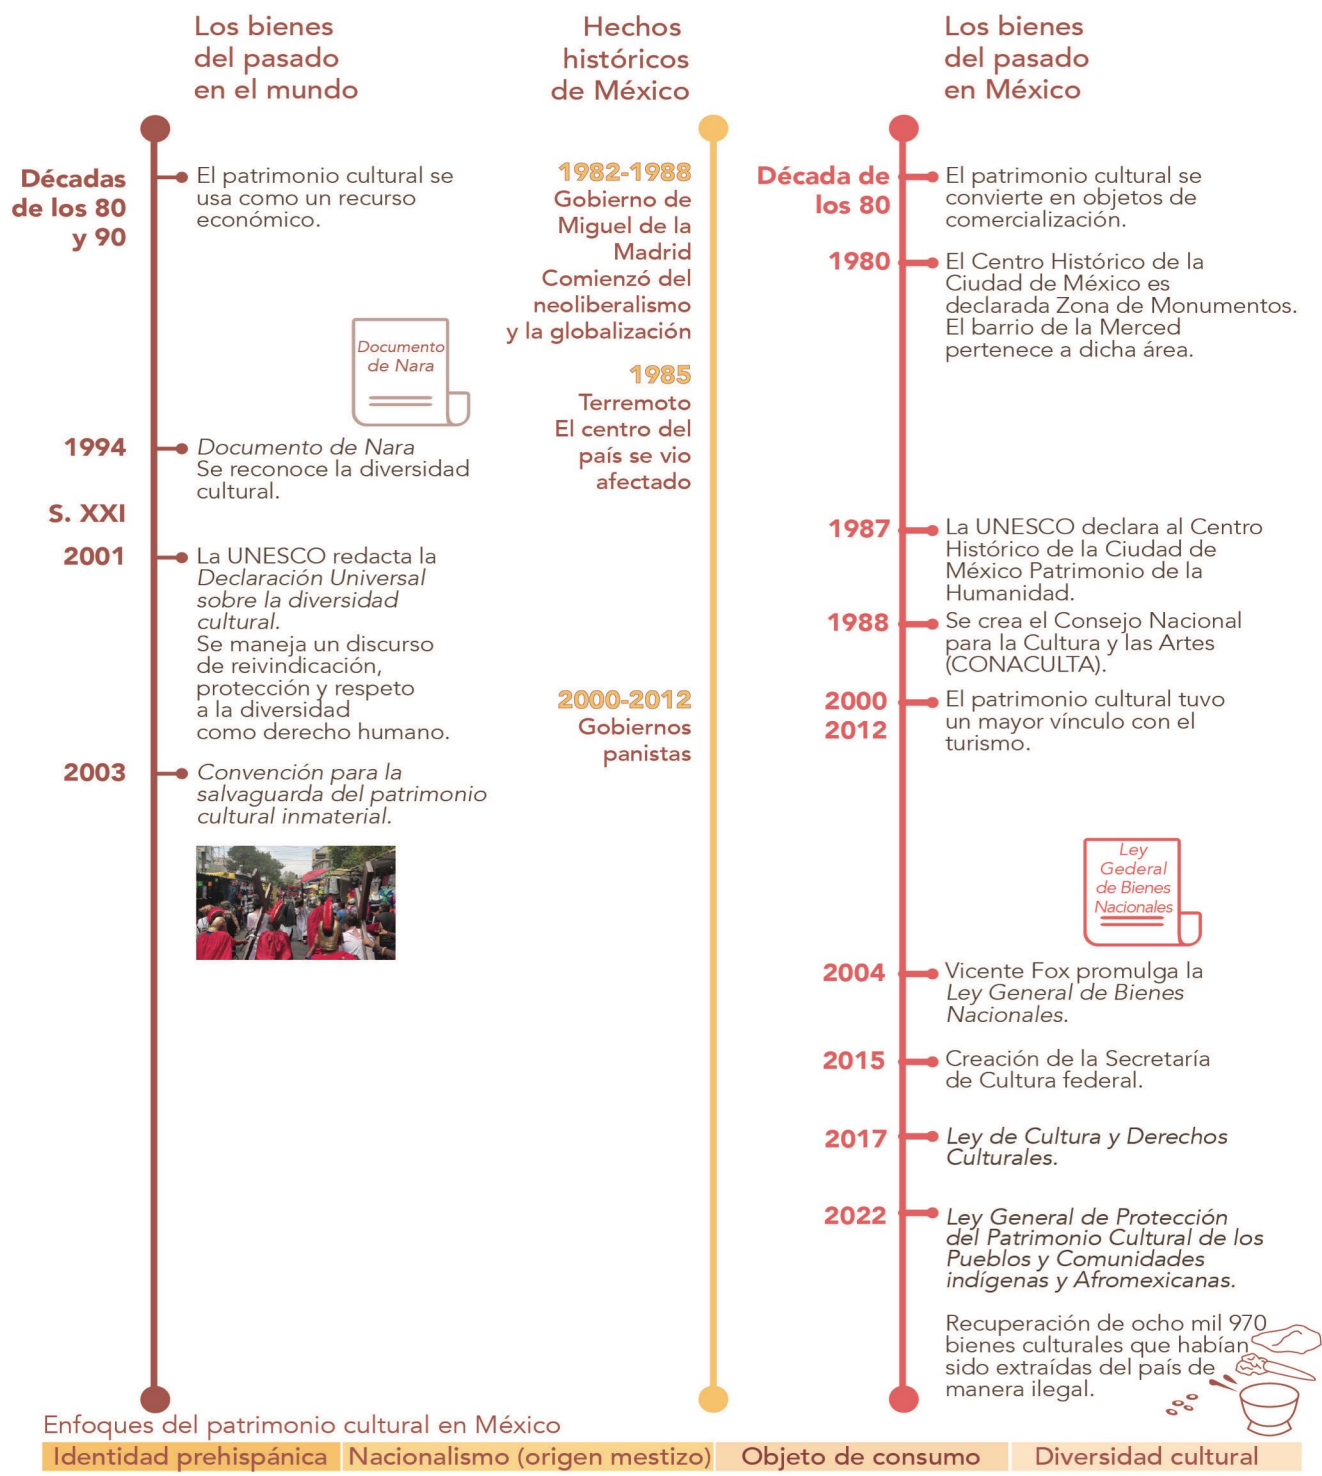 Los bienes
del pasado
en el mundo
Décadas
de los 80
y 90
El patrimonio cultural se
usa como un recurso
económico.
Documento
de Nara
1994
Documento de Nara
Se reconoce la diversidad
cultural.
S. XXI
2001
La UNESCO redacta la
Declaración Universal
sobre la diversidad
cultural.
Se maneja un discurso
de reivindicación,
protección y respeto
a la diversidad
como derecho humano.
2003
Convención para la
salvaguarda del patrimonio
cultural inmaterial.
Hechos
históricos
de México
1982-1988
Gobierno de
Miguel de la
Madrid
Comienzó del
neoliberalismo
y la globalización
1985
Terremoto
El centro del
país se vio
afectado
2000-2012
Gobiernos
panistas
Los bienes
del pasado
en México
Década de
los 80
El patrimonio cultural se
convierte en objetos de
comercialización.
1980
El Centro Histórico de la
Ciudad de México es
declarada Zona de Monumentos.
El barrio de la Merced
pertenece a dicha área.
1987
La UNESCO declara al Centro
Histórico de la Ciudad de
México Patrimonio de la
Humanidad.
1988
Se crea el Consejo Nacional
para la Cultura y las Artes
(CONACULTA).
2000
2012
El patrimonio cultural tuvo
un mayor vínculo con el
turismo.
Ley
Gederal
de Bienes
Nacionales
2004
Vicente Fox promulga la
Ley General de Bienes
Nacionales.
2015
Creación de la Secretaría
de Cultura federal.
2017
Ley de Cultura y Derechos
Culturales.
2022
Ley General de Protección
del Patrimonio Cultural de los
Pueblos y Comunidades
indígenas y Afromexicanas.
Recuperación de ocho mil 970
bienes culturales que habían
sido extraídas del país de
manera ilegal.
Enfoques del patrimonio cultural en México
Identidad prehispánica
Nacionalismo (origen mestizo)
Objeto de consumo
Diversidad cultural